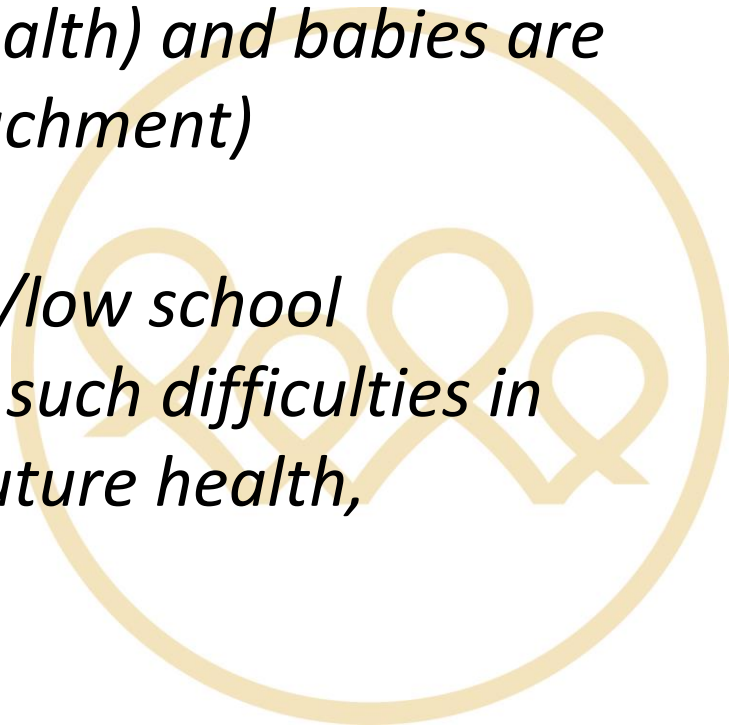 alth) and babies are
chment)
/low school
such difficulties in
uture health,